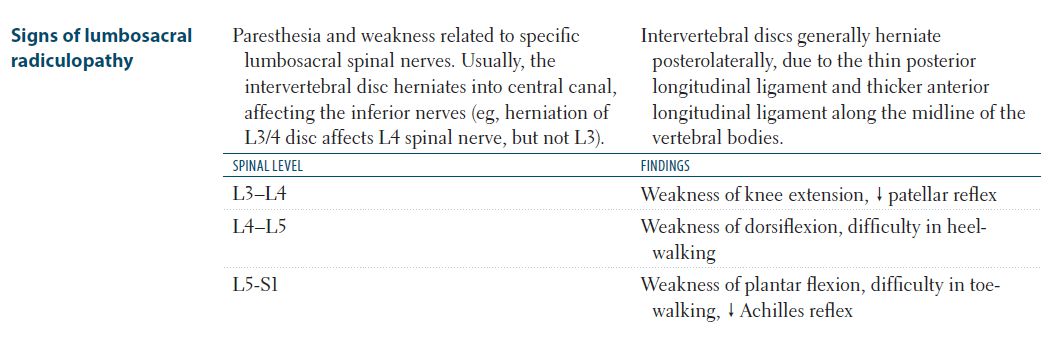 Signs of lumbosacral
radiculopathy
Paresthesia and weakness related to specific
lumbosacral spinal nerves. Usually, the
intervertebral disc herniates into central canal,
affecting the inferior nerves (eg, herniation of
L3/4 disc affects L4 spinal nerve, but not L3).
Intervertebral discs generally herniate
posterolaterally, due to the thin posterior
longitudinal ligament and thicker anterior
longitudinal ligament along the midline of the
vertebral bodies.
SPINAL LEVEL
FINDINGS
L3–L4
Weakness of knee extension, ↓ patellar reflex
L4–L5
Weakness of dorsiflexion, difficulty in heel-
walking
L5-S1
Weakness of plantar flexion, difficulty in toe-
walking, ↓ Achilles reflex